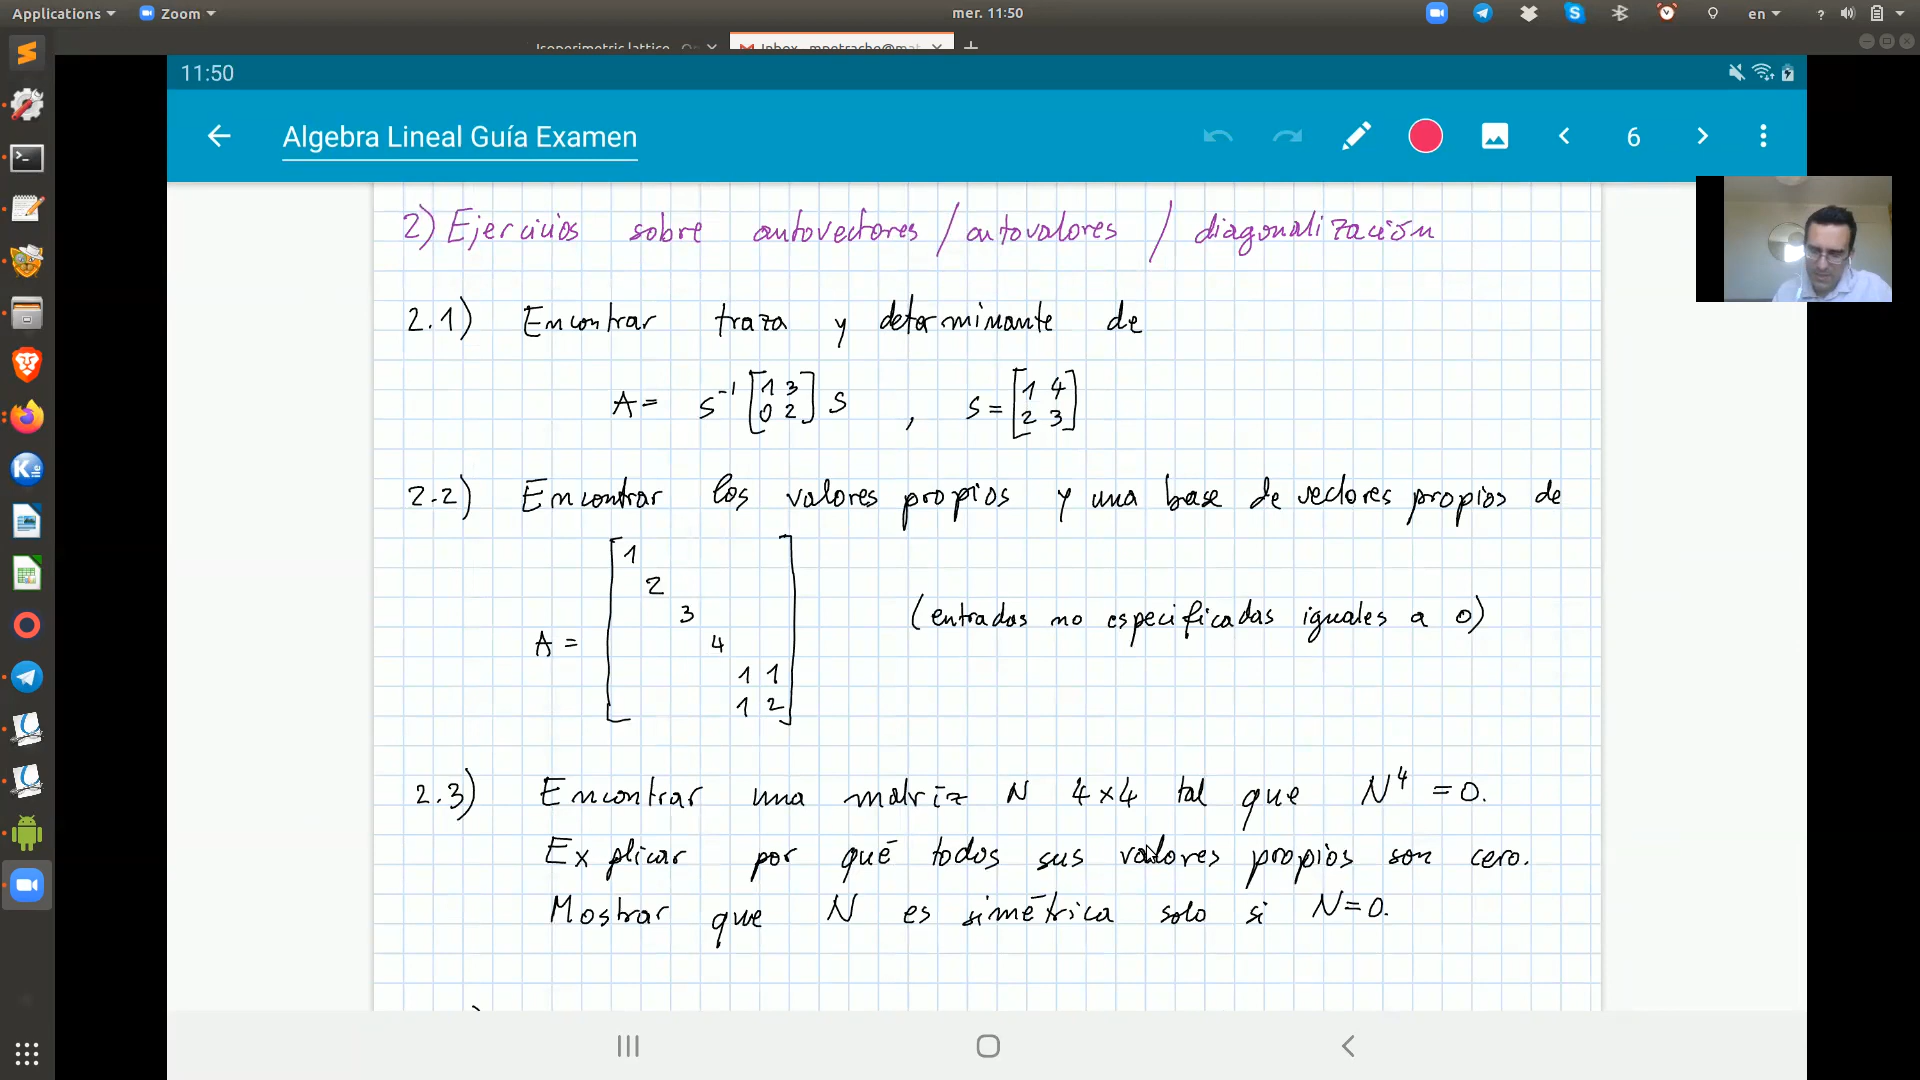 Applications Zoom mer. 11:50 en ?
Isoperimetric lattice
11:50
Algebra Lineal Guía Examen 6
2) Ejercicios sobre autovectores / autovalores / diagonalización
2.1) Encontrar traza y determinante de
A = S⁻¹ [1 3; 0 2] S , S = [1 4; 2 3]
2.2) Encontrar los valores propios y una base de vectores propios de
1
2
3 (entradas no especificadas iguales a 0)
A = 4
1 1
1 2
2.3) Encontrar una matriz N 4×4 tal que N⁴ = 0.
Explicar por qué todos sus valores propios son cero.
Mostrar que N es simétrica solo si N=0.